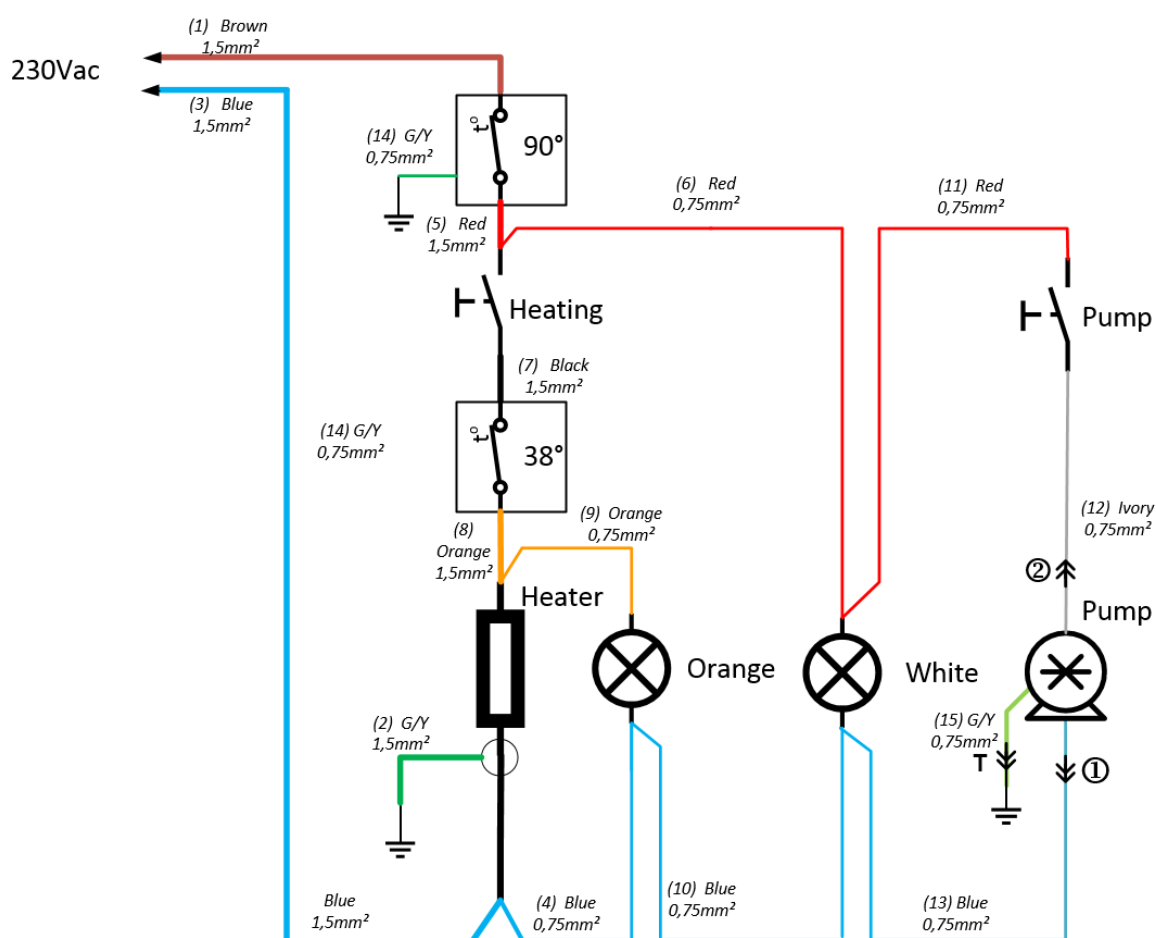 (1) Brown
1,5mm²
230Vac
(3) Blue
1,5mm²
(14) G/Y
0,75mm²
t°
90°
(6) Red
0,75mm²
(11) Red
0,75mm²
(5) Red
1,5mm²
Heating
Pump
(7) Black
1,5mm²
(14) G/Y
0,75mm²
t°
38°
(8)
Orange
1,5mm²
(9) Orange
0,75mm²
(12) Ivory
0,75mm²
②
Heater
Pump
Orange
White
(2) G/Y
1,5mm²
(15) G/Y
0,75mm²
T
①
Blue
1,5mm²
(4) Blue
0,75mm²
(10) Blue
0,75mm²
(13) Blue
0,75mm²